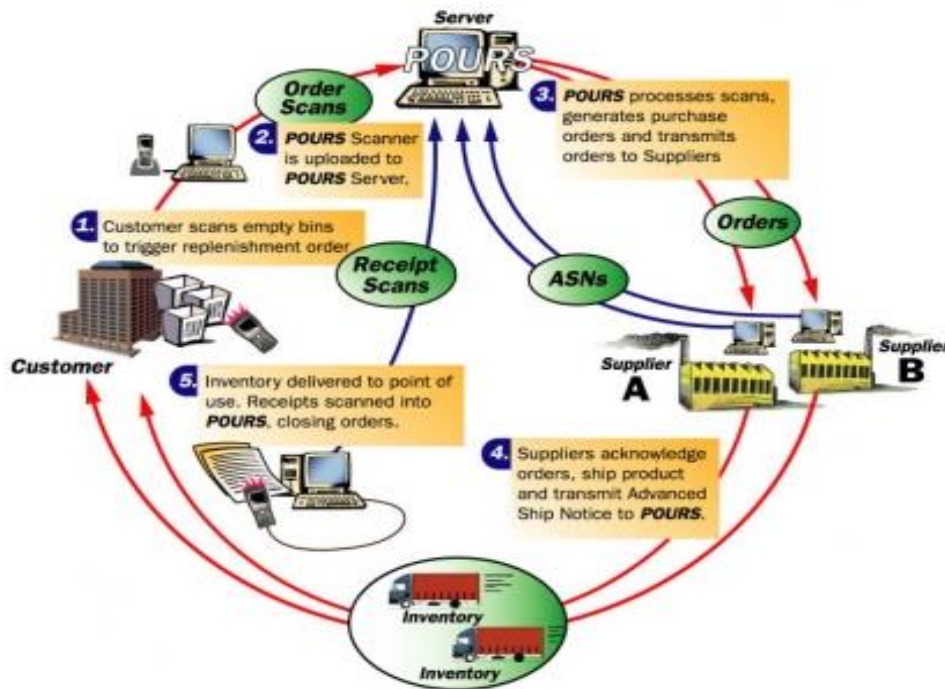 Server
POURS
Order
Scans
3. POURS processes scans,
generates purchase
orders and transmits
orders to Suppliers
2. POURS Scanner
is uploaded to
POURS Server.
1. Customer scans empty bins
to trigger replenishment order
Orders
Receipt
Scans
ASNs
Customer
Supplier
A
Supplier
B
5. Inventory delivered to point of
use. Receipts scanned into
POURS, closing orders.
4. Suppliers acknowledge
orders, ship product
and transmit Advanced
Ship Notice to POURS.
Inventory
Inventory